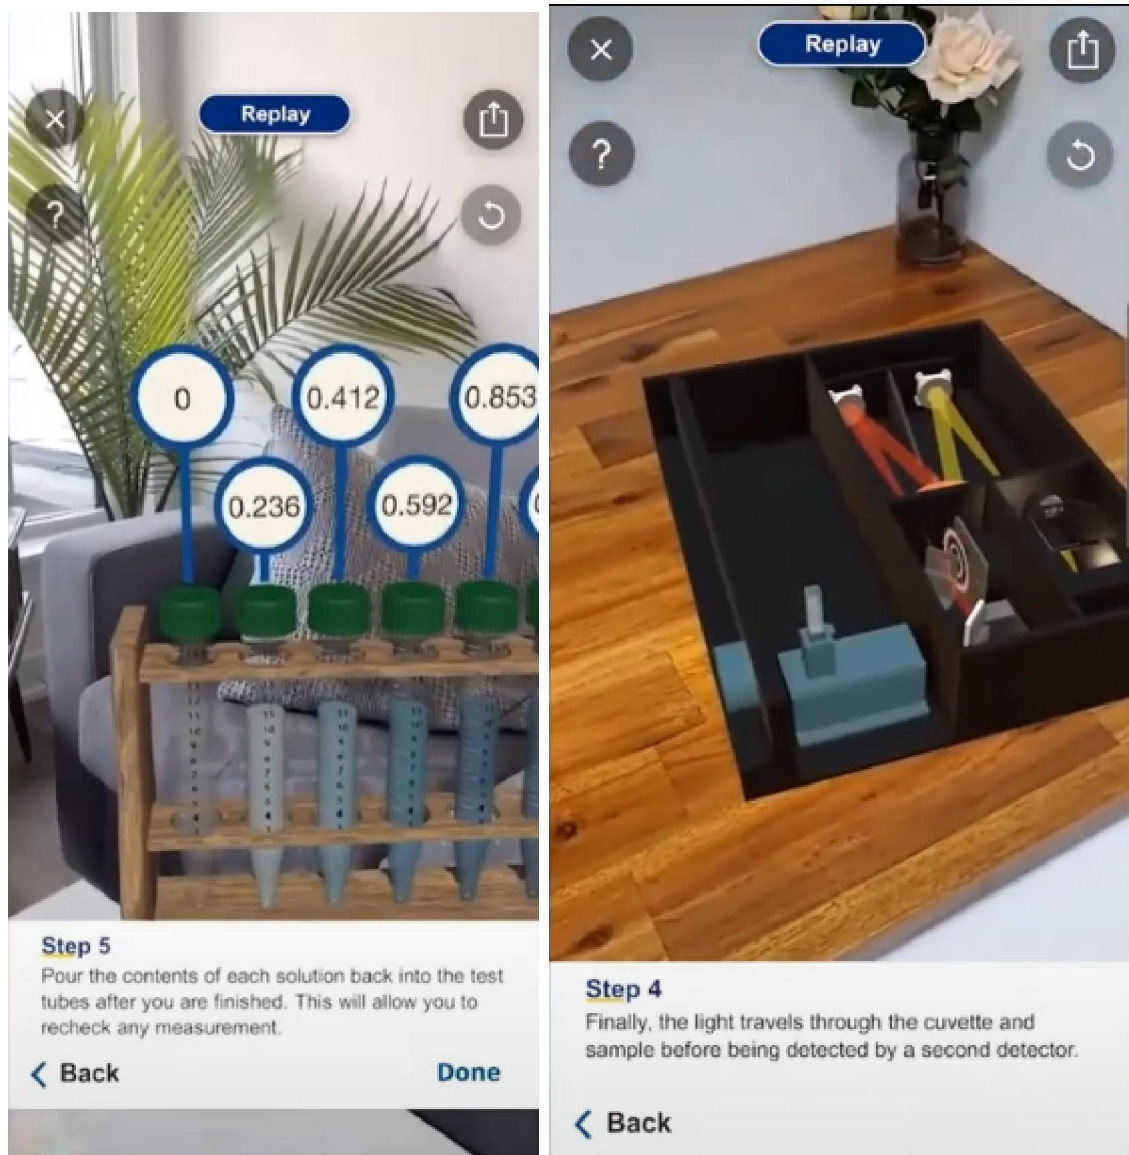 Replay
?
0
0.412
0.853
0.236
0.592
Step 5
Pour the contents of each solution back into the test
tubes after you are finished. This will allow you to
recheck any measurement.
Back
Done
Replay
?
Step 4
Finally, the light travels through the cuvette and
sample before being detected by a second detector.
Back